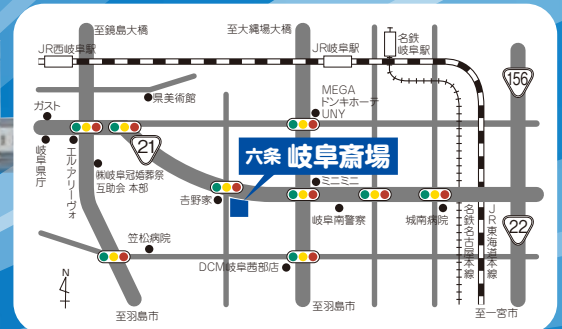 至鏡島大橋
至大縄場大橋
名鉄
岐阜駅
JR西岐阜駅
JR岐阜駅
156
県美術館
MEGA
ドンキホーテ
UNY
ガスト
21
岐阜県庁
エル・アリーヴォ
㈱岐阜冠婚葬祭
互助会 本部
六条 岐阜斎場
ミニミニ
吉野家
岐阜南警察
城南病院
名鉄名古屋本線
JR東海道本線
22
笠松病院
DCM岐阜茜部店
N
至羽島市
至羽島市
至一宮市